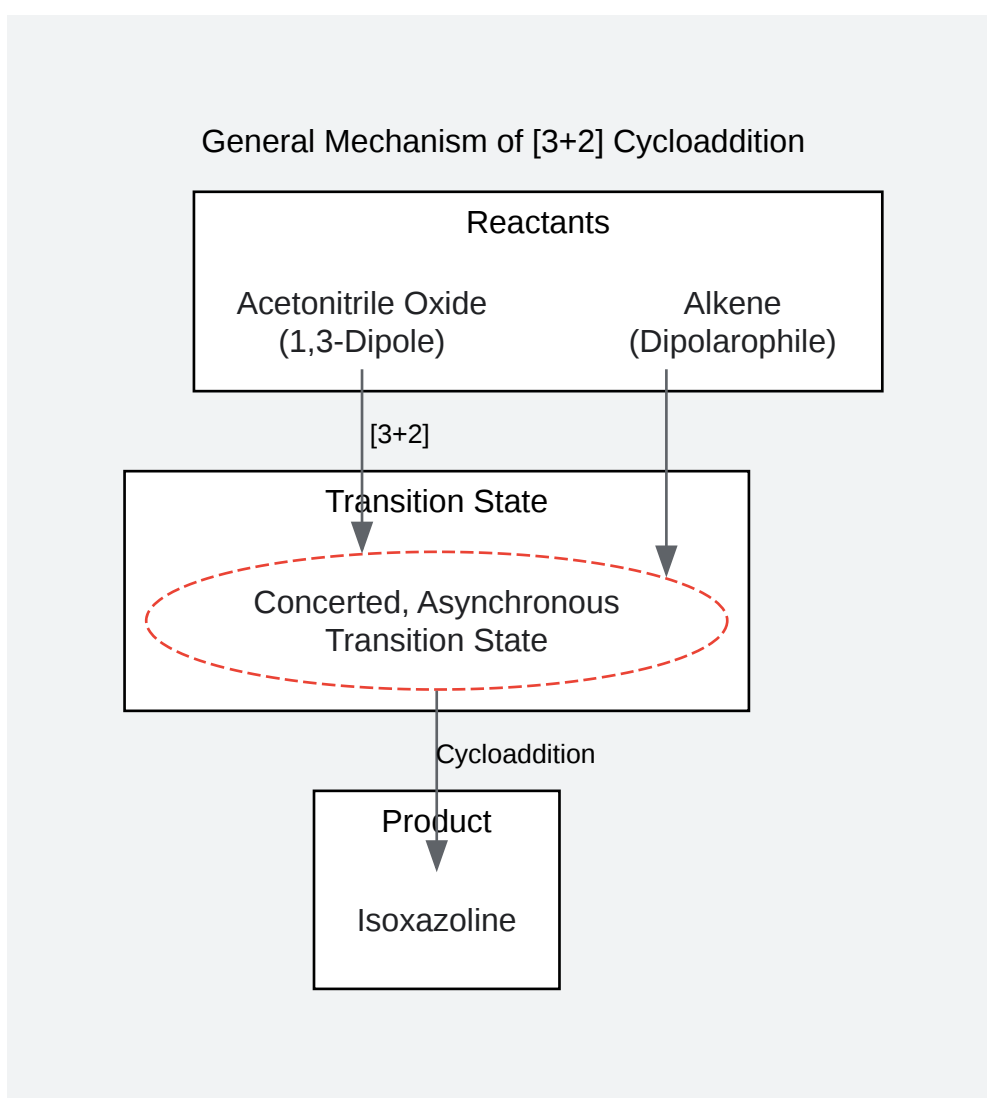 General Mechanism of [3+2] Cycloaddition
Reactants
Acetonitrile Oxide
(1,3-Dipole)
Alkene
(Dipolarophile)
[3+2]
Transition State
Concerted, Asynchronous
Transition State
Cycloaddition
Product
Isoxazoline